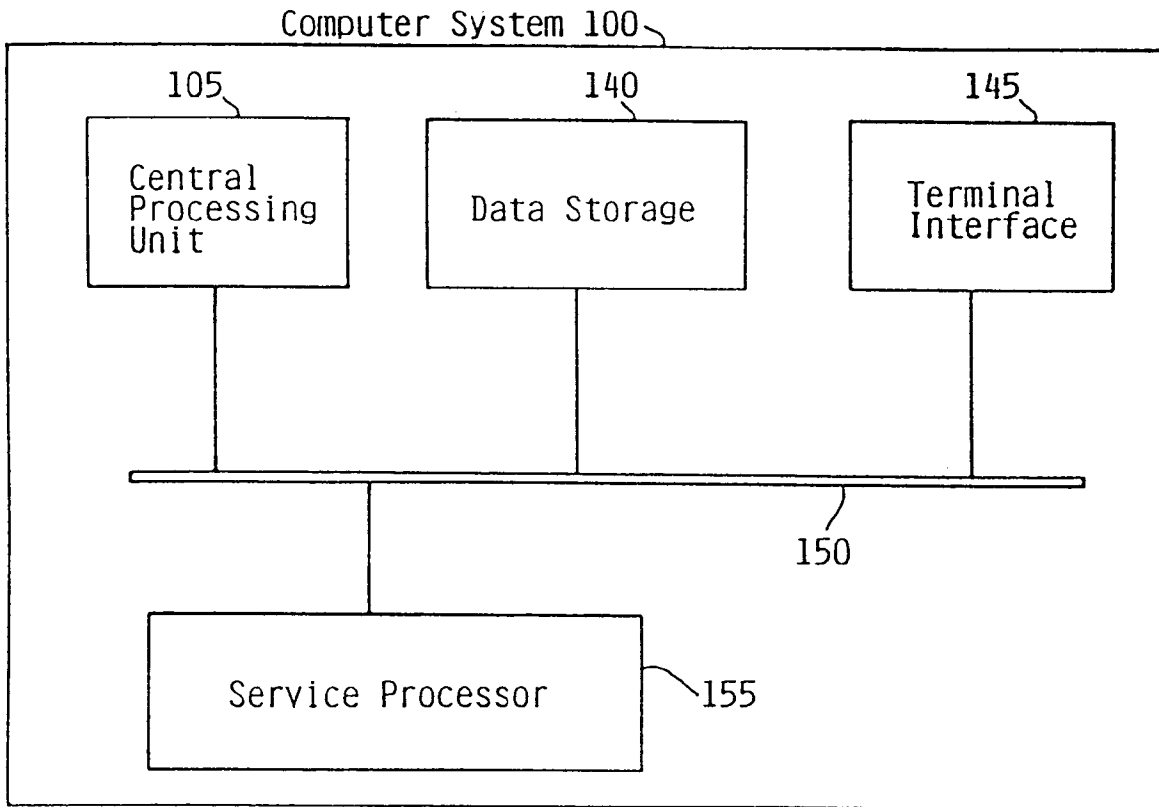 Computer System 100
105
140
145
Central
Processing
Unit
Data Storage
Terminal
Interface
150
Service Processor
155